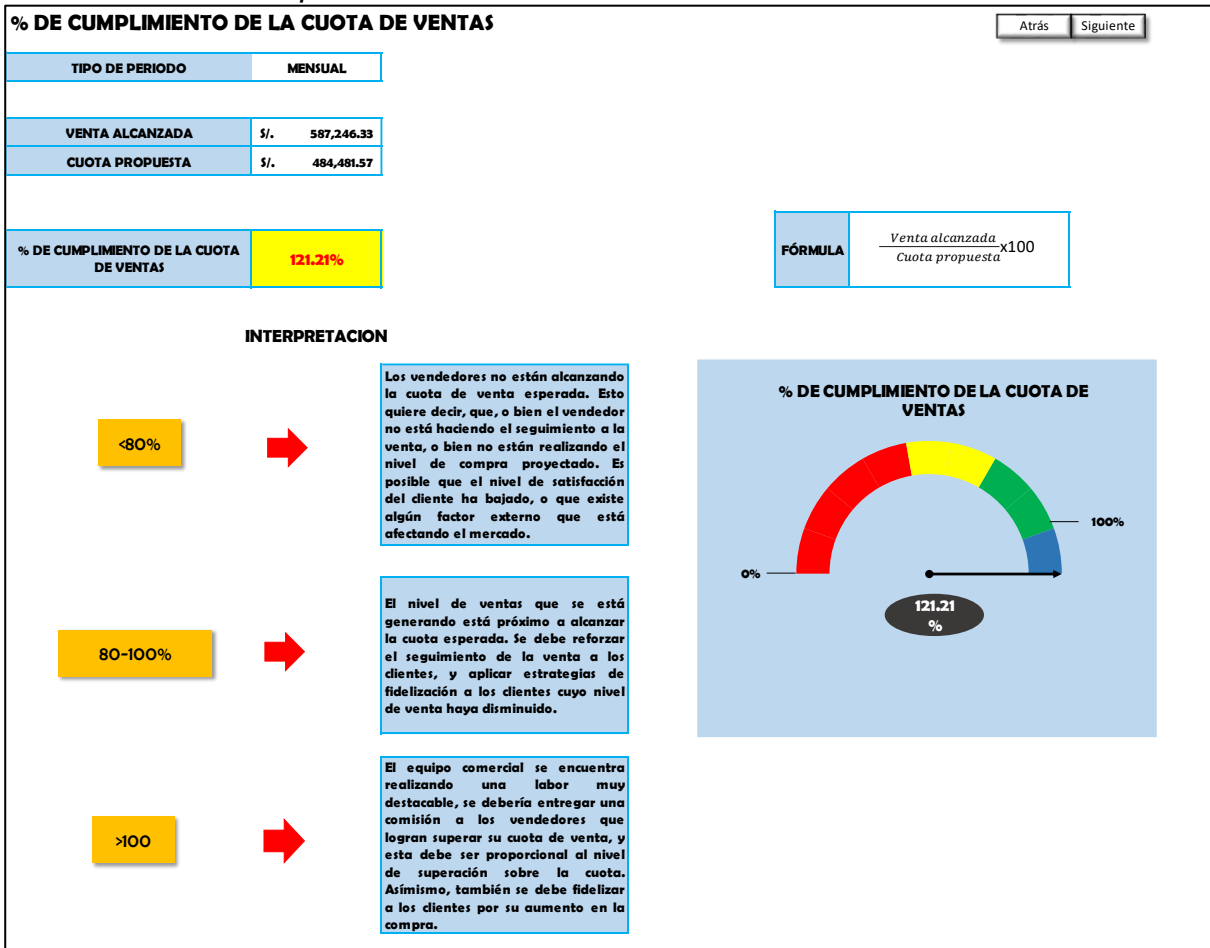 % DE CUMPLIMIENTO DE LA CUOTA DE VENTAS
Atrás
Siguiente
TIPO DE PERIODO
MENSUAL
VENTA ALCANZADA
S/. 587,246.33
CUOTA PROPUESTA
S/. 484,481.57
% DE CUMPLIMIENTO DE LA CUOTA
DE VENTAS
121.21%
FÓRMULA
Venta alcanzada
Cuota propuesta
x100
INTERPRETACION
<80%
Los vendedores no están alcanzando
la cuota de venta esperada. Esto
quiere decir, que, o bien el vendedor
no está haciendo el seguimiento a la
venta, o bien no están realizando el
nivel de compra proyectado. Es
posible que el nivel de satisfacción
del cliente ha bajado, o que existe
algún factor externo que está
afectando el mercado.
80-100%
El nivel de ventas que se está
generando está próximo a alcanzar
la cuota esperada. Se debe reforzar
el seguimiento de la venta a los
clientes, y aplicar estrategias de
fidelización a los clientes cuyo nivel
de venta haya disminuido.
>100
El equipo comercial se encuentra
realizando una labor muy
destacable, se debería entregar una
comisión a los vendedores que
logran superar su cuota de venta, y
esta debe ser proporcional al nivel
de superación sobre la cuota.
Asímismo, también se debe fidelizar
a los clientes por su aumento en la
compra.
% DE CUMPLIMIENTO DE LA CUOTA DE
VENTAS
100%
0%
121.21
%